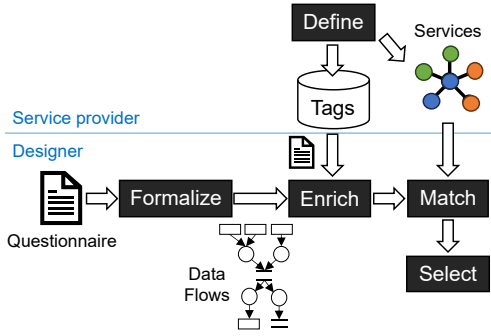 Define
Services
Tags
Service provider
Designer
Formalize
Enrich
Match
Questionnaire
Data
Flows
Select